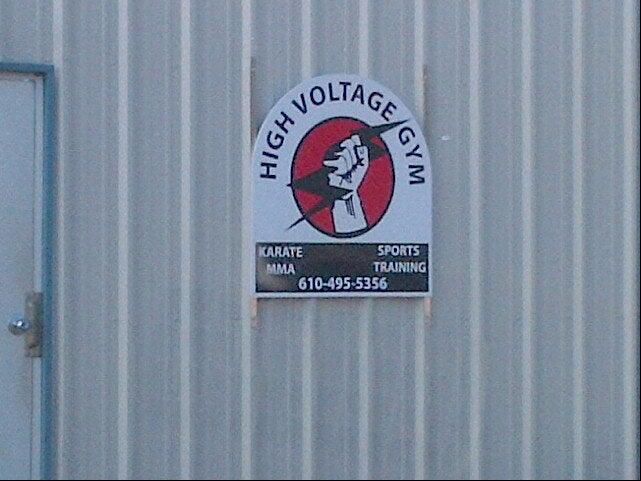 HIGH VOLTAGE GYM
KARATE SPORTS
MMA TRAINING
610-495-5356